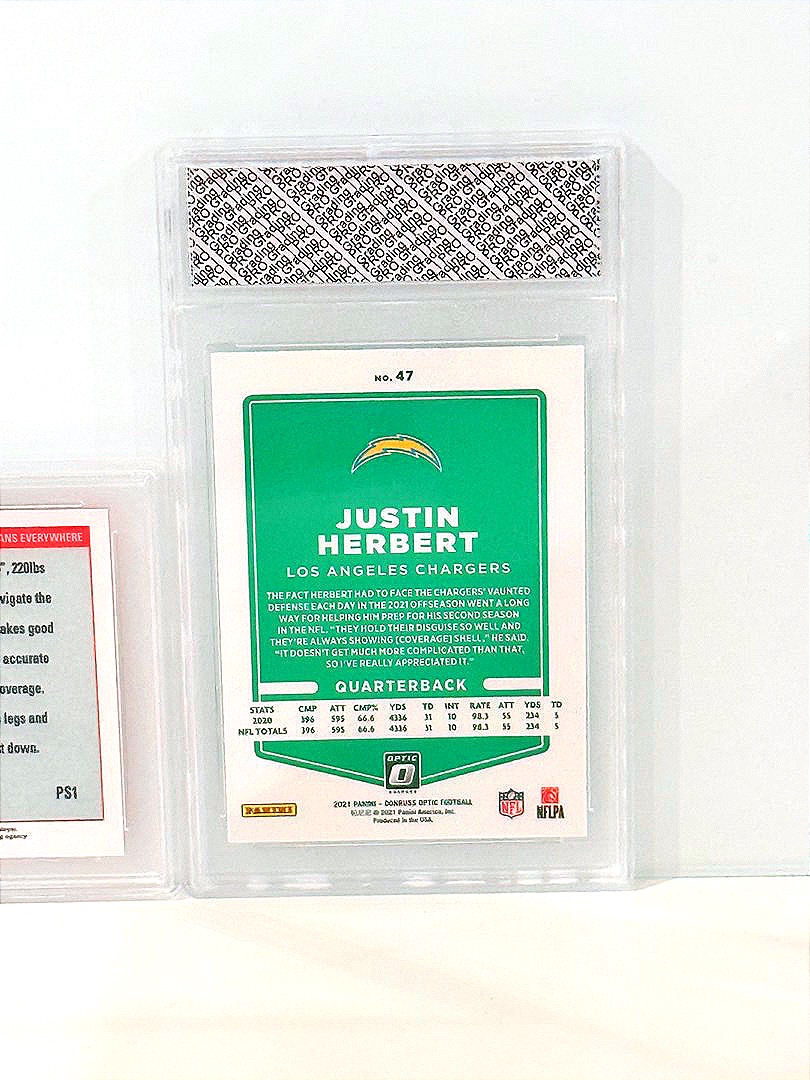 PRO Grading
NO. 47
JUSTIN
HERBERT
LOS ANGELES CHARGERS
THE FACT HERBERT HAD TO FACE THE CHARGERS' VAUNTED
DEFENSE EACH DAY IN THE 2021 OFFSEASON WENT A LONG
WAY FOR HELPING HIM PREP FOR HIS SECOND SEASON
IN THE NFL. "THEY HOLD THEIR DISGUISE SO WELL AND
THEY'RE ALWAYS SHOWING [COVERAGE] SHELL," HE SAID.
"IT DOESN'T GET MUCH MORE COMPLICATED THAN THAT,
SO I'VE REALLY APPRECIATED IT."
QUARTERBACK
STATS CMP ATT CMP% YDS TD INT RATE ATT YDS TD
2020 396 595 66.6 4336 31 10 98.3 55 234 5
NFL TOTALS 396 595 66.6 4336 31 10 98.3 55 234 5
OPTIC
DONRUSS
PANINI
2021 PANINI - DONRUSS OPTIC FOOTBALL
© 2021 Panini America, Inc.
Produced in the USA.
NFL
NFLPA
ANS EVERYWHERE
", 220lbs
vigate the
akes good
accurate
overage.
legs and
t down.
PS1